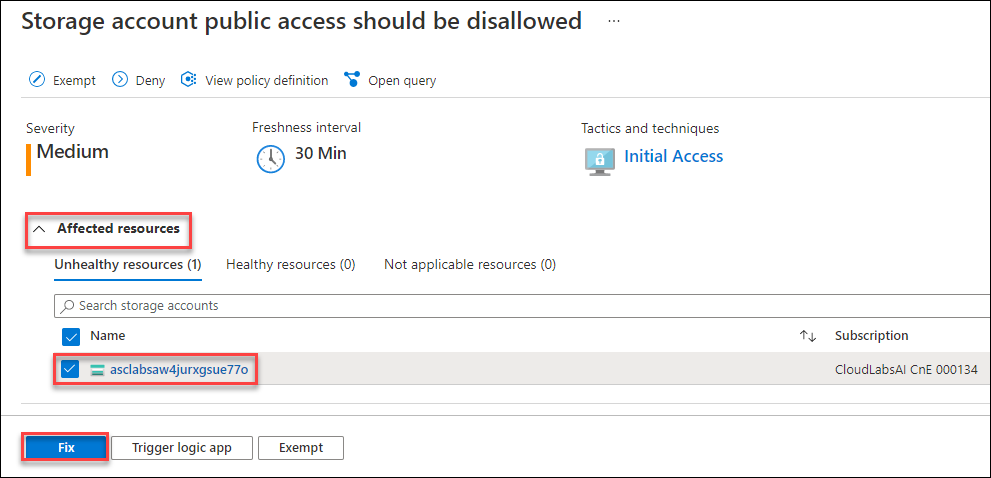 Storage account public access should be disallowed ...
Exempt Deny View policy definition Open query
Severity Freshness interval Tactics and techniques
Medium 30 Min Initial Access
Affected resources
Unhealthy resources (1) Healthy resources (0) Not applicable resources (0)
Search storage accounts
Name ↑↓ Subscription
asclabsaw4jurxgsue77o CloudLabsAI CnE 000134
Fix Trigger logic app Exempt